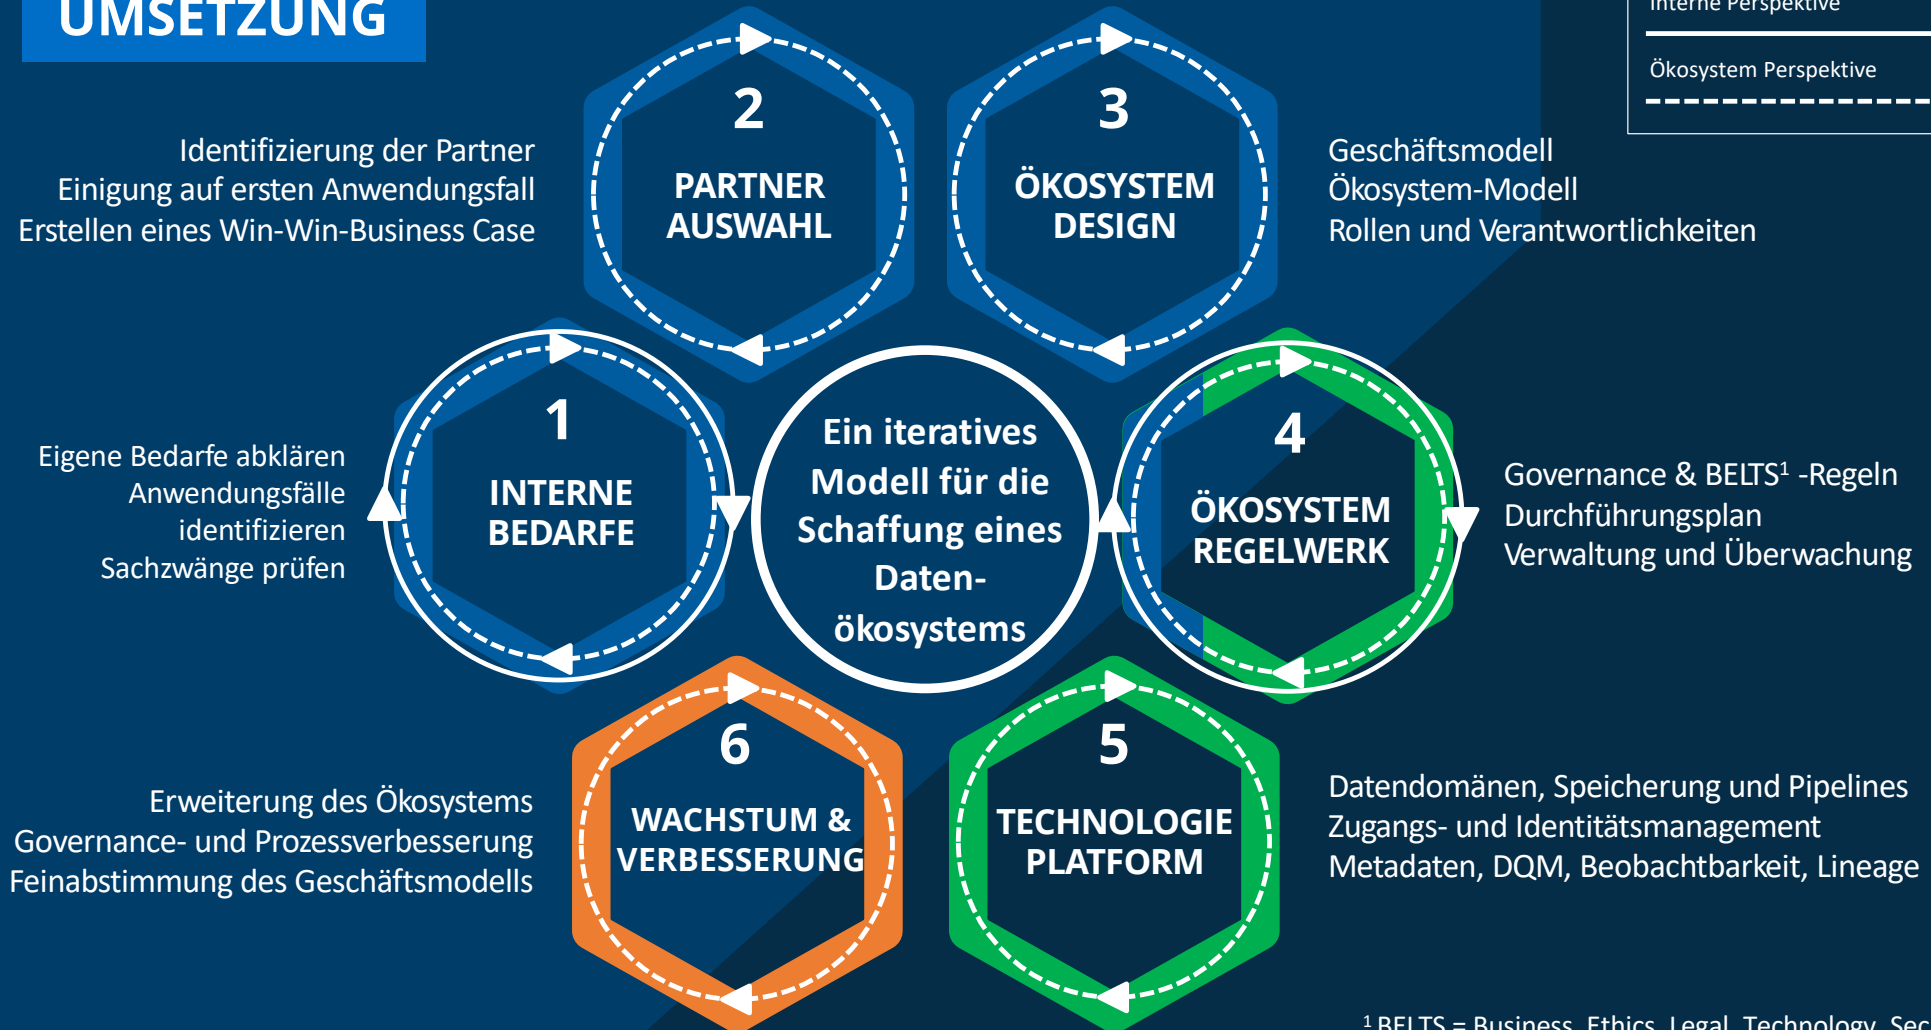 UMSETZUNG
Interne Perspektive
Ökosystem Perspektive
2
PARTNER
AUSWAHL
Identifizierung der Partner
Einigung auf ersten Anwendungsfall
Erstellen eines Win-Win-Business Case
3
ÖKOSYSTEM
DESIGN
Geschäftsmodell
Ökosystem-Modell
Rollen und Verantwortlichkeiten
1
INTERNE
BEDARFE
Eigene Bedarfe abklären
Anwendungsfälle
identifizieren
Sachzwänge prüfen
Ein iteratives
Modell für die
Schaffung eines
Daten-
ökosystems
4
ÖKOSYSTEM
REGELWERK
Governance & BELTS¹ -Regeln
Durchführungsplan
Verwaltung und Überwachung
6
WACHSTUM &
VERBESSERUNG
Erweiterung des Ökosystems
Governance- und Prozessverbesserung
Feinabstimmung des Geschäftsmodells
5
TECHNOLOGIE
PLATFORM
Datendomänen, Speicherung und Pipelines
Zugangs- und Identitätsmanagement
Metadaten, DQM, Beobachtbarkeit, Lineage
¹ BELTS = Business, Ethics, Legal, Technology, Sec